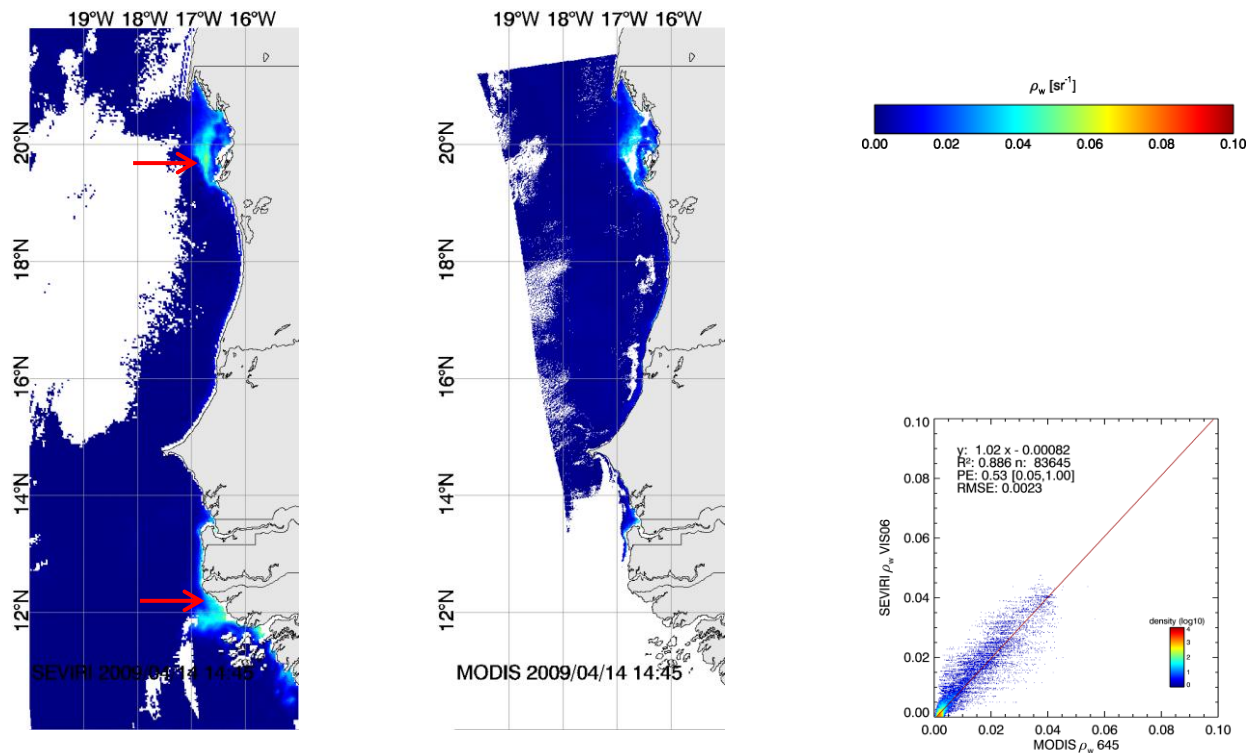 19°W 18°W 17°W 16°W
20°N
18°N
16°N
14°N
12°N
SEVIRI 2009/04/14 14:45
19°W 18°W 17°W 16°W
20°N
18°N
16°N
14°N
12°N
MODIS 2009/04/14 14:45
ρw [sr⁻¹]
0.00 0.02 0.04 0.06 0.08 0.10
y: 1.02 x - 0.00082
R²: 0.886 n: 83645
PE: 0.53 [0.05,1.00]
RMSE: 0.0023
SEVIRI ρw VIS06
0.10
0.08
0.06
0.04
0.02
0.00
density (log10)
4
3
2
1
0
0.00 0.02 0.04 0.06 0.08 0.10
MODIS ρw 645